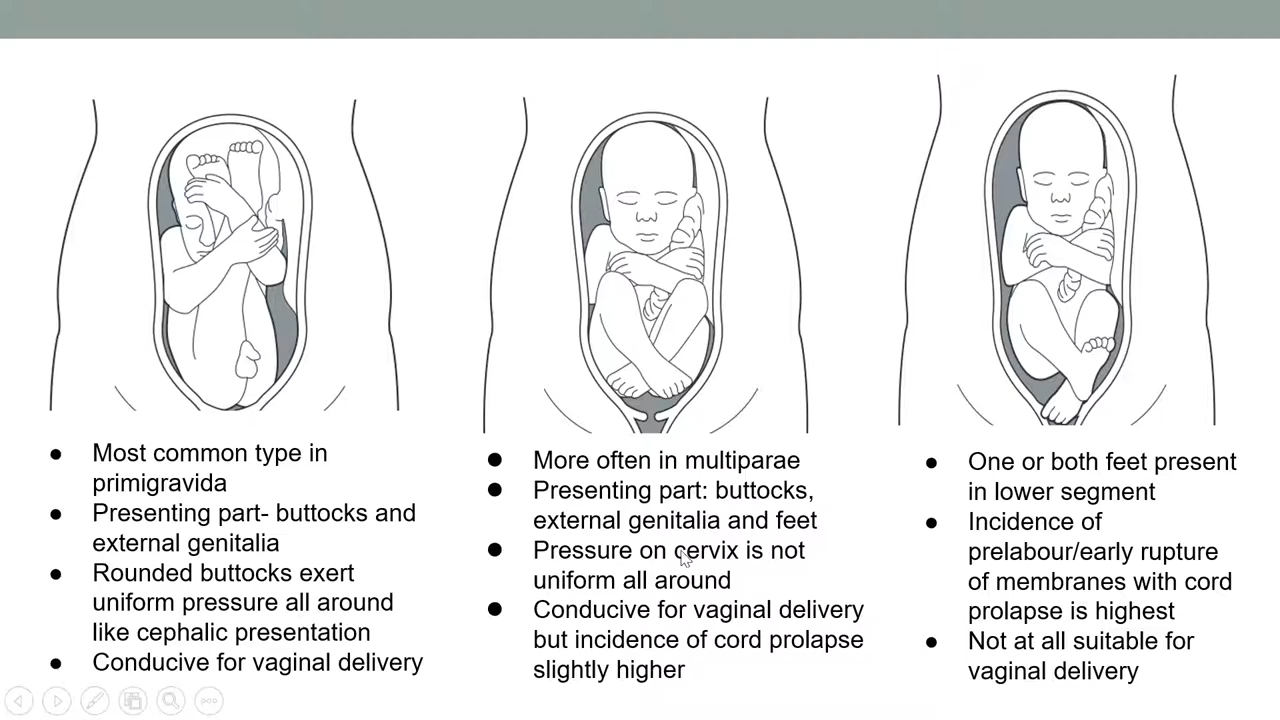 ● Most common type in
primigravida
● Presenting part- buttocks and
external genitalia
● Rounded buttocks exert
uniform pressure all around
like cephalic presentation
● Conducive for vaginal delivery
● More often in multiparae
● Presenting part: buttocks,
external genitalia and feet
● Pressure on cervix is not
uniform all around
● Conducive for vaginal delivery
but incidence of cord prolapse
slightly higher
● One or both feet present
in lower segment
● Incidence of
prelabour/early rupture
of membranes with cord
prolapse is highest
● Not at all suitable for
vaginal delivery